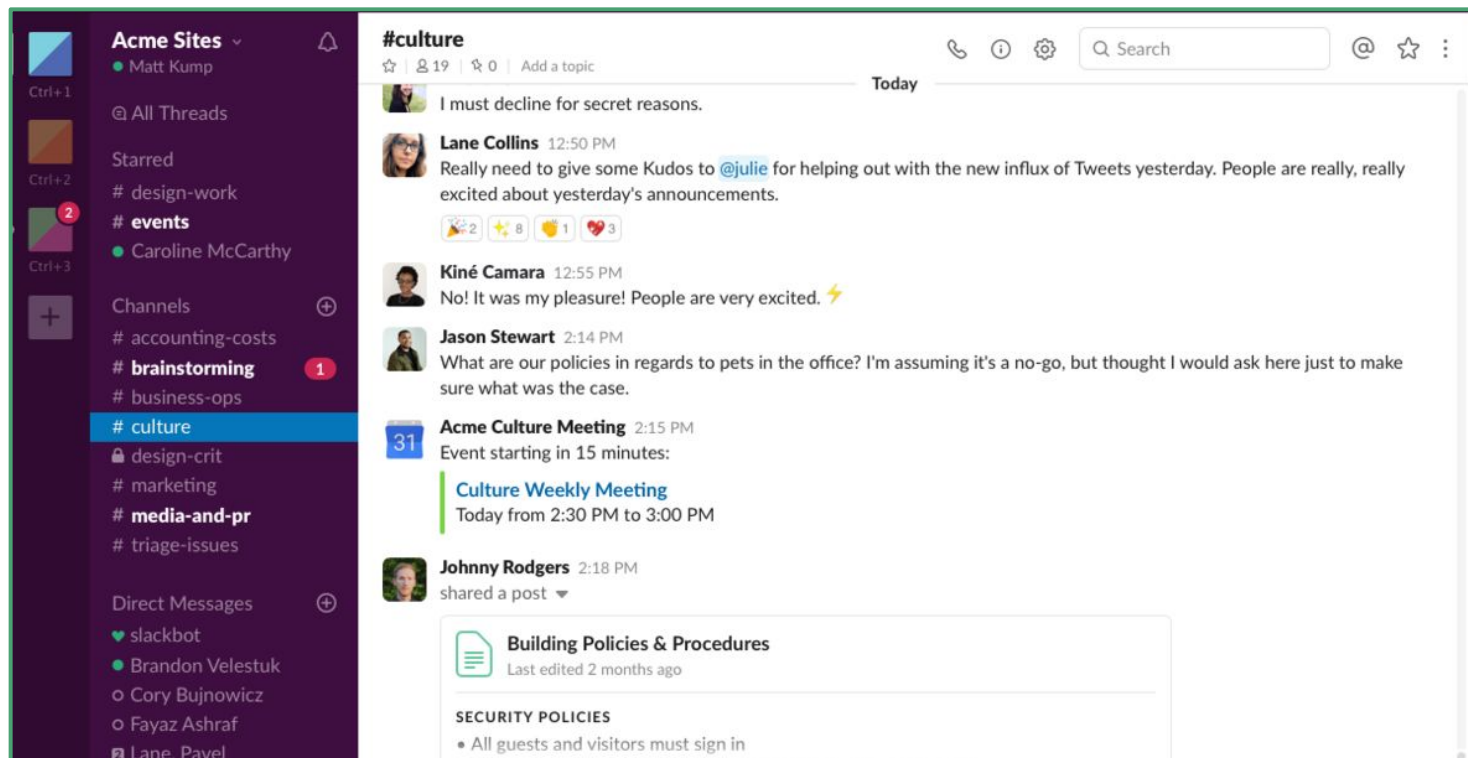 Ctrl+1
Ctrl+2
2
Ctrl+3
+
Acme Sites
Matt Kump
All Threads
Starred
# design-work
# events
Caroline McCarthy
Channels
# accounting-costs
# brainstorming 1
# business-ops
# culture
design-crit
# marketing
# media-and-pr
# triage-issues
Direct Messages
slackbot
Brandon Velestuk
Cory Bujnowicz
Fayaz Ashraf
2 Lane, Pavel
#culture
19 | 0 | Add a topic
Search
@
Today
I must decline for secret reasons.
Lane Collins 12:50 PM
Really need to give some Kudos to @julie for helping out with the new influx of Tweets yesterday. People are really, really
excited about yesterday's announcements.
2 8 1 3
Kiné Camara 12:55 PM
No! It was my pleasure! People are very excited.
Jason Stewart 2:14 PM
What are our policies in regards to pets in the office? I'm assuming it's a no-go, but thought I would ask here just to make
sure what was the case.
31
Acme Culture Meeting 2:15 PM
Event starting in 15 minutes:
Culture Weekly Meeting
Today from 2:30 PM to 3:00 PM
Johnny Rodgers 2:18 PM
shared a post
Building Policies & Procedures
Last edited 2 months ago
SECURITY POLICIES
• All guests and visitors must sign in